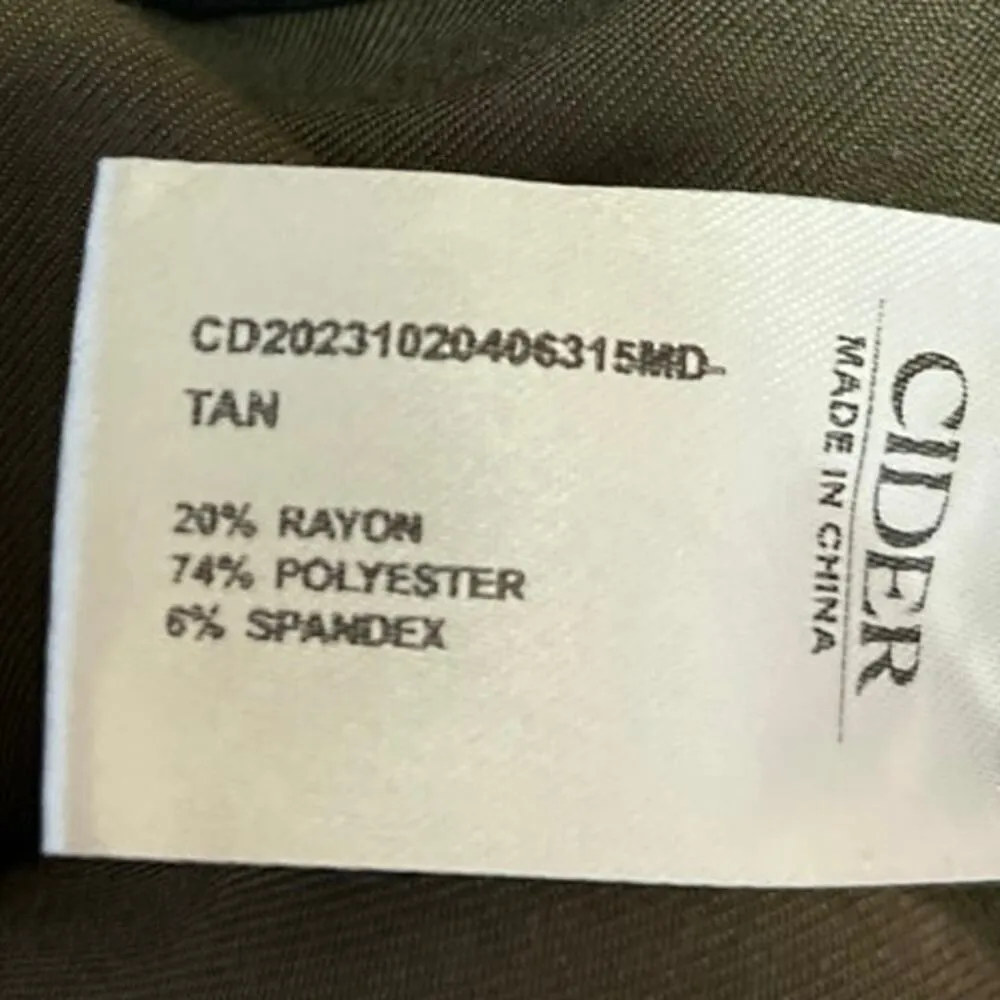 CD20231020406315MD-
TAN
20% RAYON
74% POLYESTER
6% SPANDEX
CIDER
MADE IN CHINA